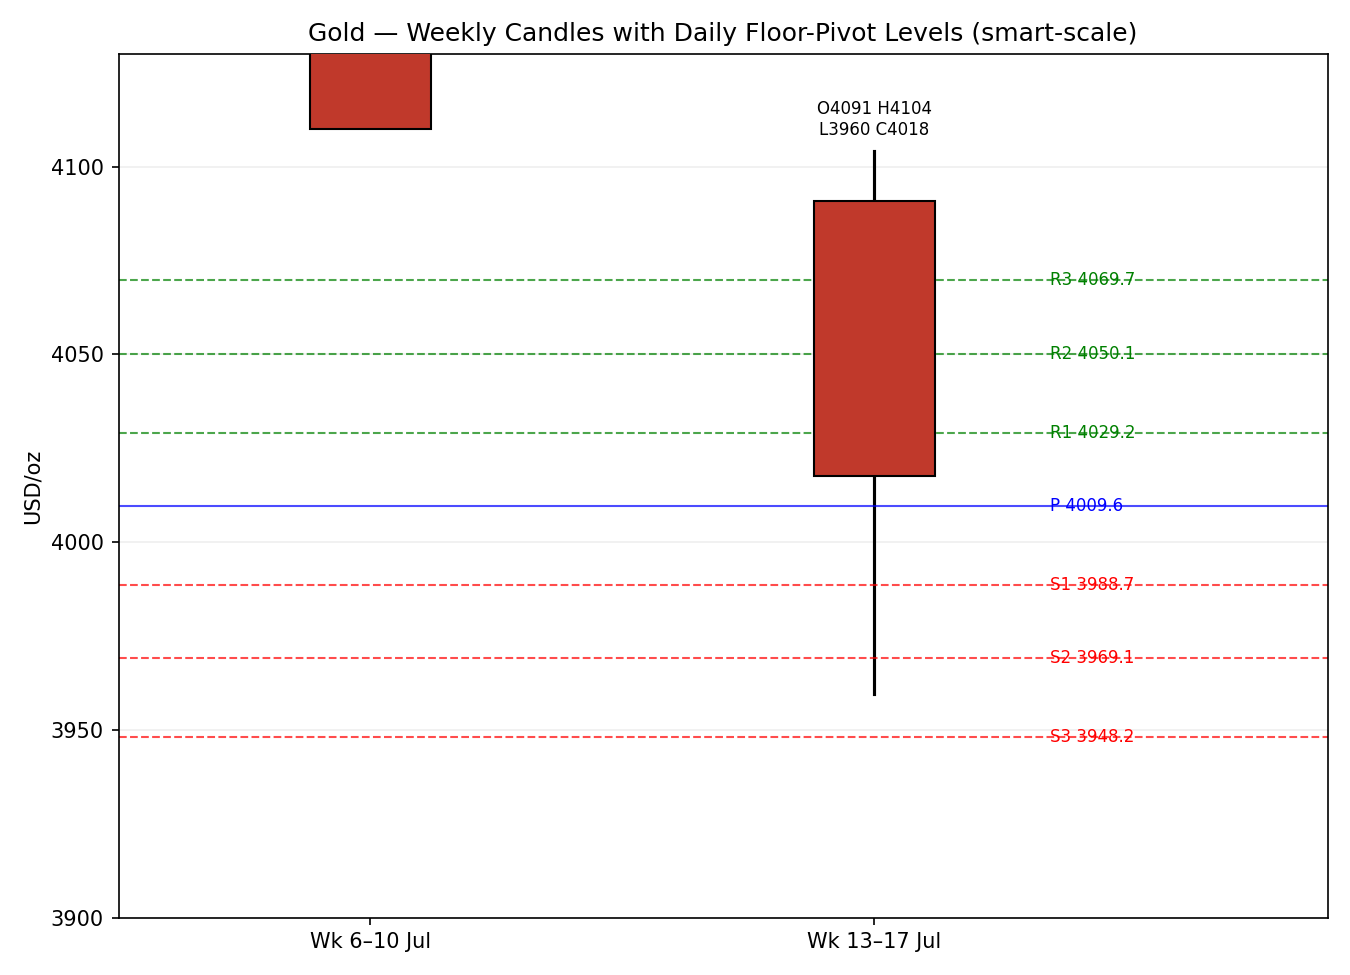 Gold — Weekly Candles with Daily Floor-Pivot Levels (smart-scale)
O4091 H4104
L3960 C4018
4100
R3 4069.7
4050
R2 4050.1
R1 4029.2
USD/oz
P 4009.6
4000
S1 3988.7
S2 3969.1
3950
S3 3948.2
3900
Wk 6–10 Jul
Wk 13–17 Jul